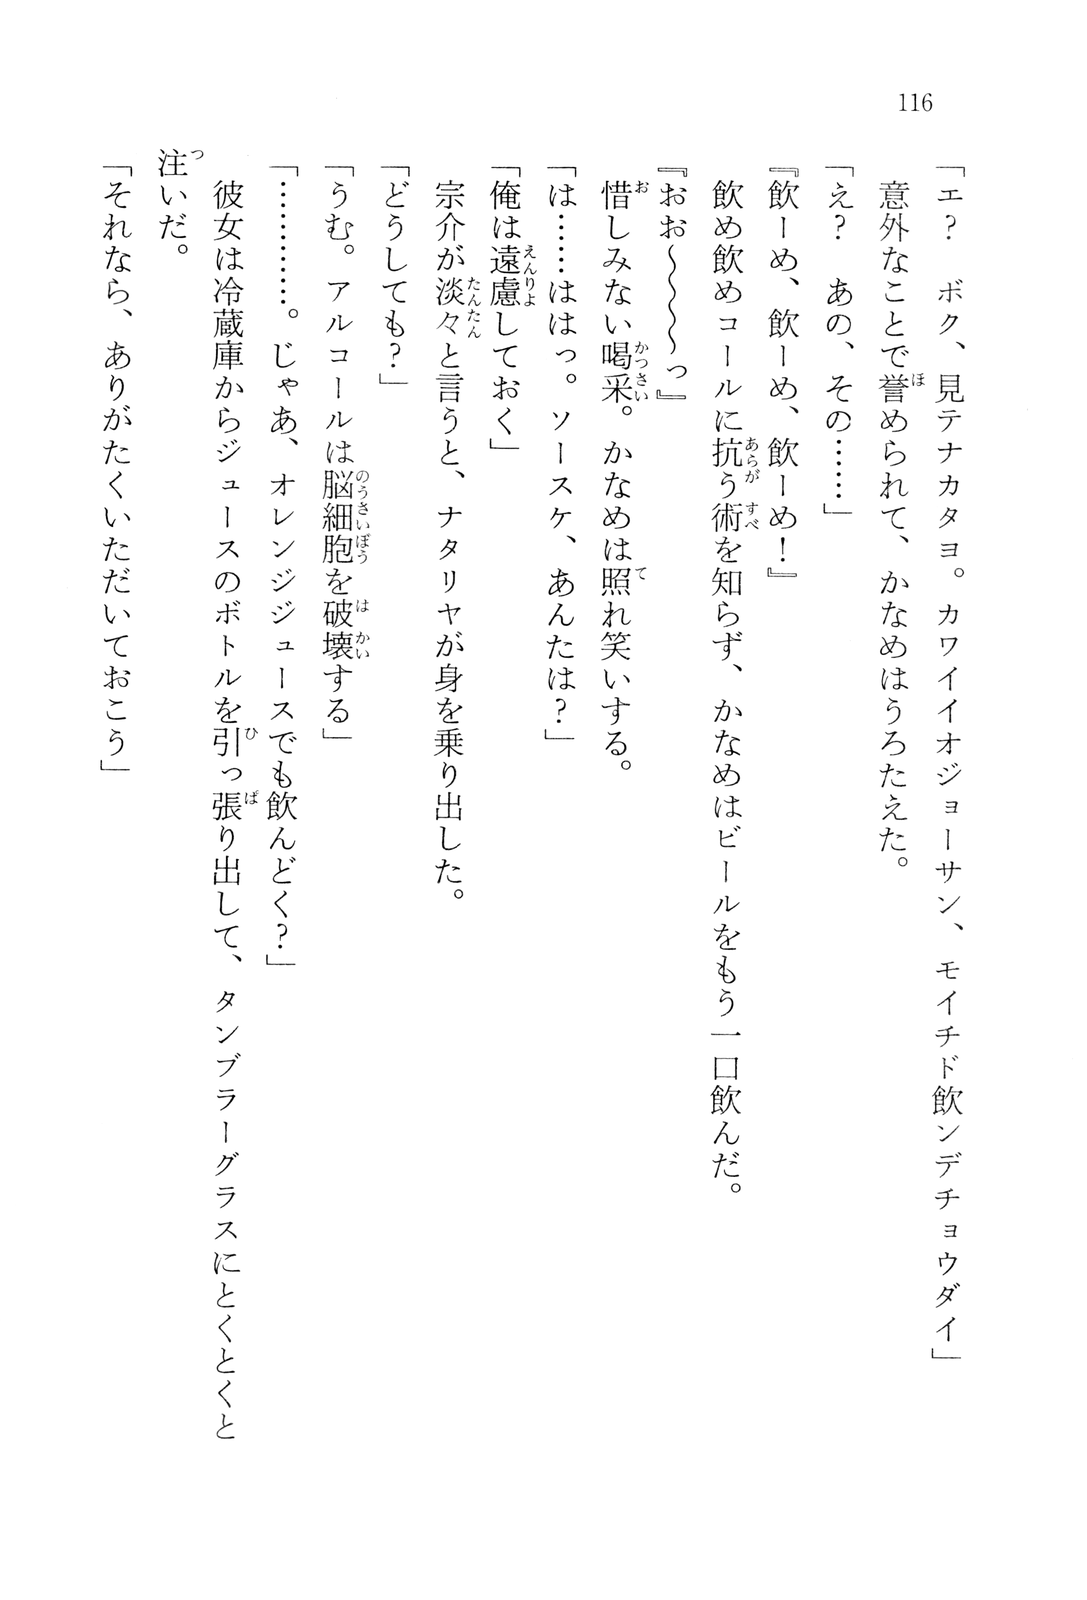 116
「エ？　ボク、見テナカタヨ。カワイイオジョーサン、モイチド飲ンデチョウダイ」
意外なことで誉められて、かなめはうろたえた。
「え？　あの、その……」
『飲ーめ、飲ーめ、飲ーめ！』
飲め飲めコールに抗う術を知らず、かなめはビールをもう一口飲んだ。
『おお〜〜〜〜っ』
惜しみない喝采。かなめは照れ笑いする。
「は……ははっ。ソースケ、あんたは？」
「俺は遠慮しておく」
宗介が淡々と言うと、ナタリヤが身を乗り出した。
「どうしても？」
「うむ。アルコールは脳細胞を破壊する」
「…………。じゃあ、オレンジジュースでも飲んどく？」
彼女は冷蔵庫からジュースのボトルを引っ張り出して、タンブラーグラスにとくとくと
注いだ。
「それなら、ありがたくいただいておこう」